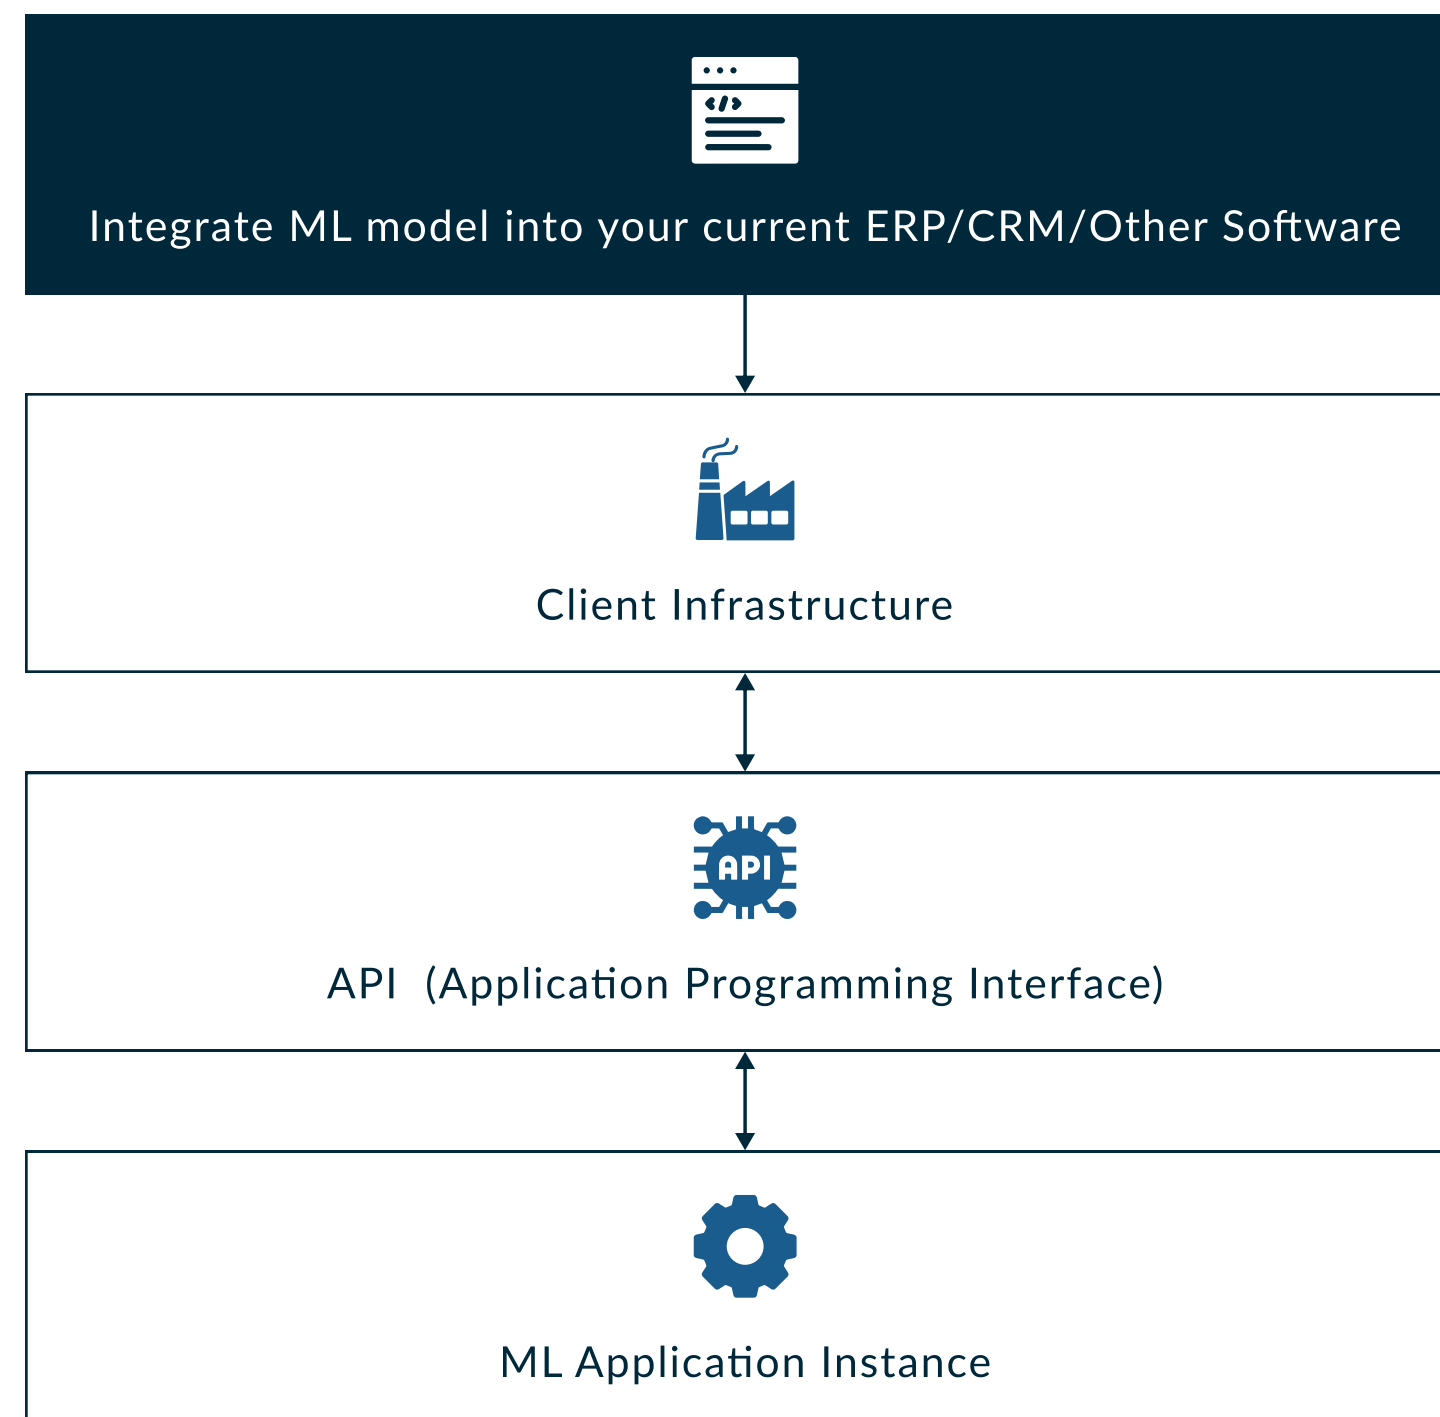 </>
Integrate ML model into your current ERP/CRM/Other Software
Client Infrastructure
API
API (Application Programming Interface)
ML Application Instance